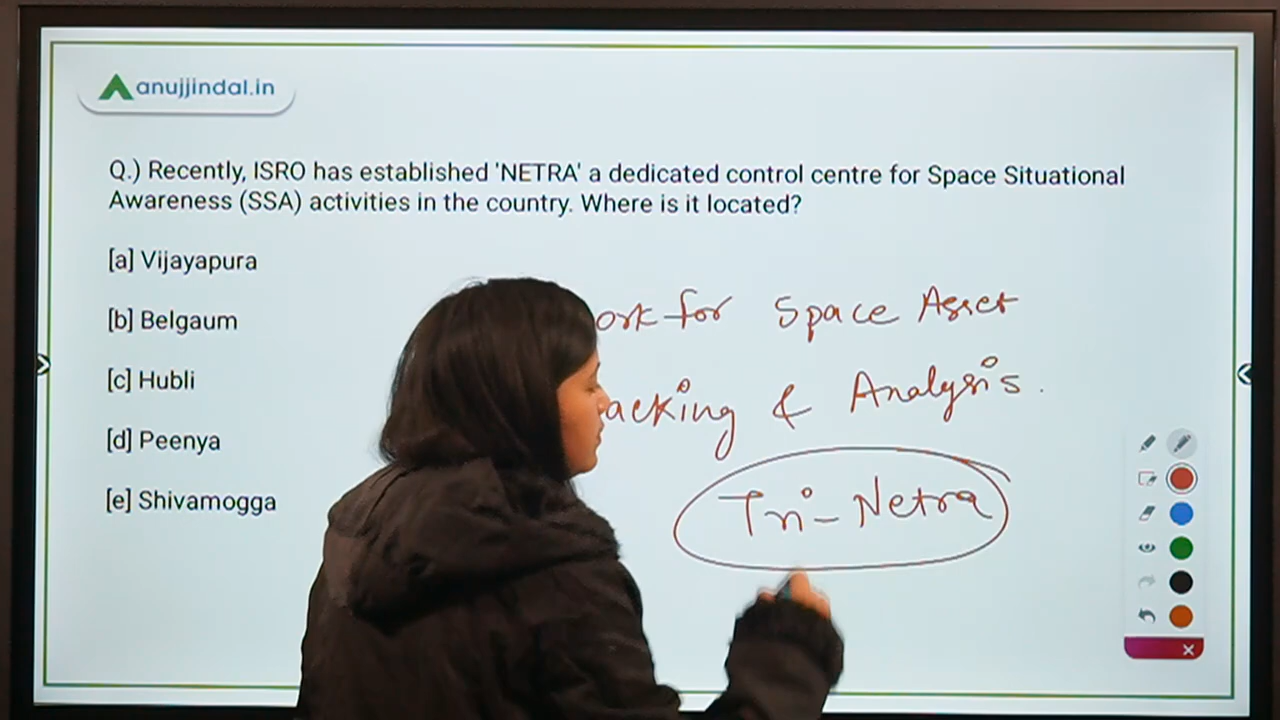 anujjindal.in
Q.) Recently, ISRO has established 'NETRA' a dedicated control centre for Space Situational
Awareness (SSA) activities in the country. Where is it located?
[a] Vijayapura
[b] Belgaum
[c] Hubli
[d] Peenya
[e] Shivamogga
ork for Space Asset
acking & Analysis.
Tri-Netra